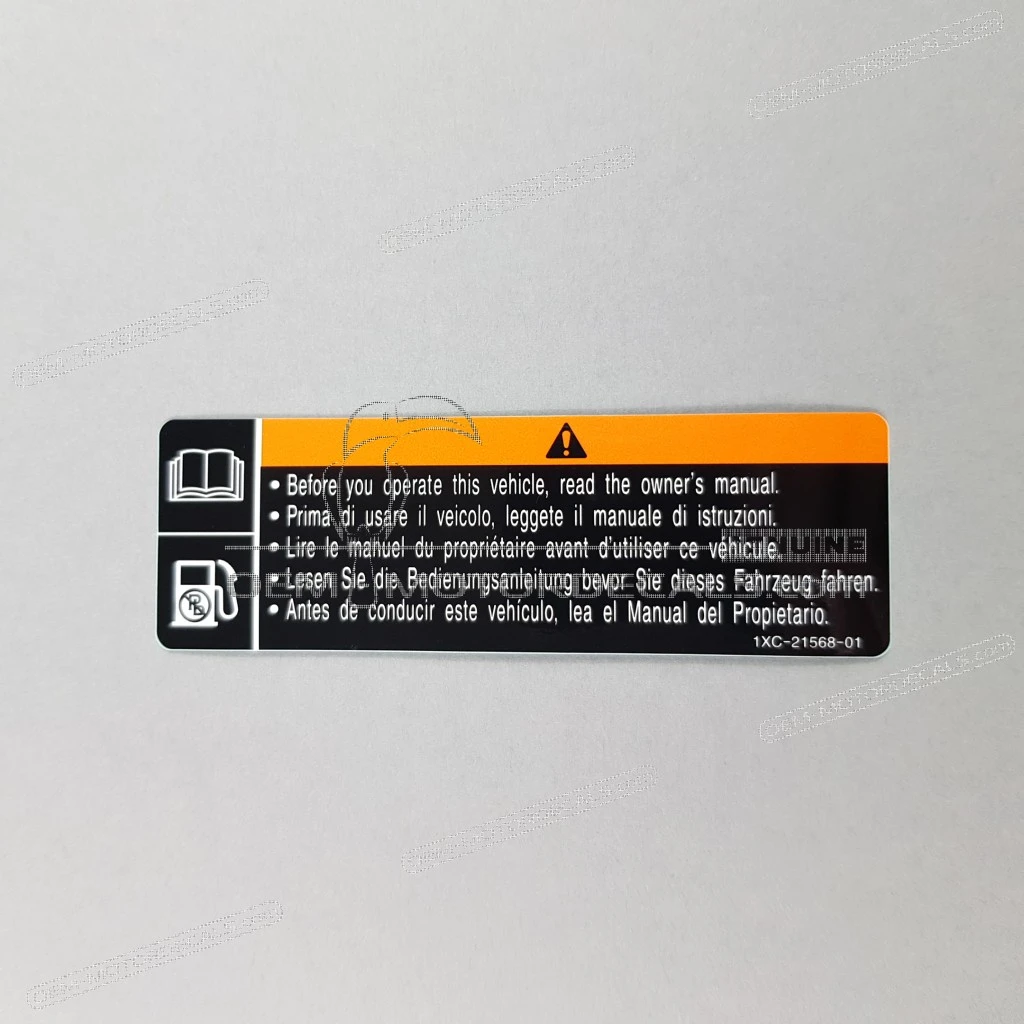 • Before you operate this vehicle, read the owner's manual.
• Prima di usare il veicolo, leggete il manuale di istruzioni.
• Lire le manuel du propriétaire avant d'utiliser ce véhicule.
GENUINE
• Lesen Sie die Bedienungsanleitung bevor Sie dieses Fahrzeug fahren.
• Antes de conducir este vehículo, lea el Manual del Propietario.
1XC-21568-01